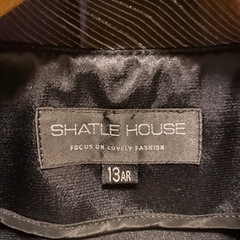 SHATLE HOUSE
FOCUS ON LOVELY FASHION
13AR